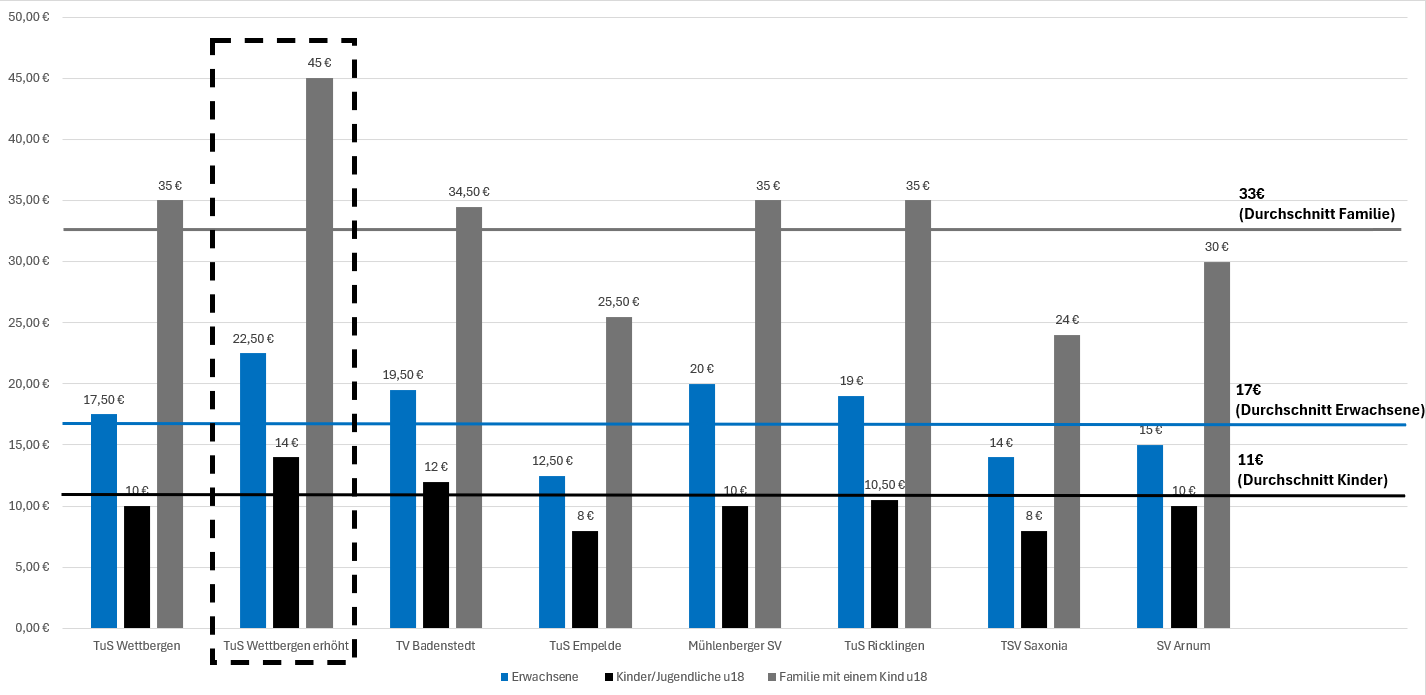 50,00 €
45,00 €
40,00 €
35,00 €
30,00 €
25,00 €
20,00 €
15,00 €
10,00 €
5,00 €
0,00 €
17,50 €
10 €
35 €
22,50 €
14 €
45 €
19,50 €
12 €
34,50 €
12,50 €
8 €
25,50 €
20 €
10 €
35 €
19 €
10,50 €
35 €
14 €
8 €
24 €
15 €
10 €
30 €
33€
(Durchschnitt Familie)
17€
(Durchschnitt Erwachsene)
11€
(Durchschnitt Kinder)
TuS Wettbergen
TuS Wettbergen erhöht
TV Badenstedt
TuS Empelde
Mühlenberger SV
TuS Ricklingen
TSV Saxonia
SV Arnum
Erwachsene
Kinder/Jugendliche u18
Familie mit einem Kind u18